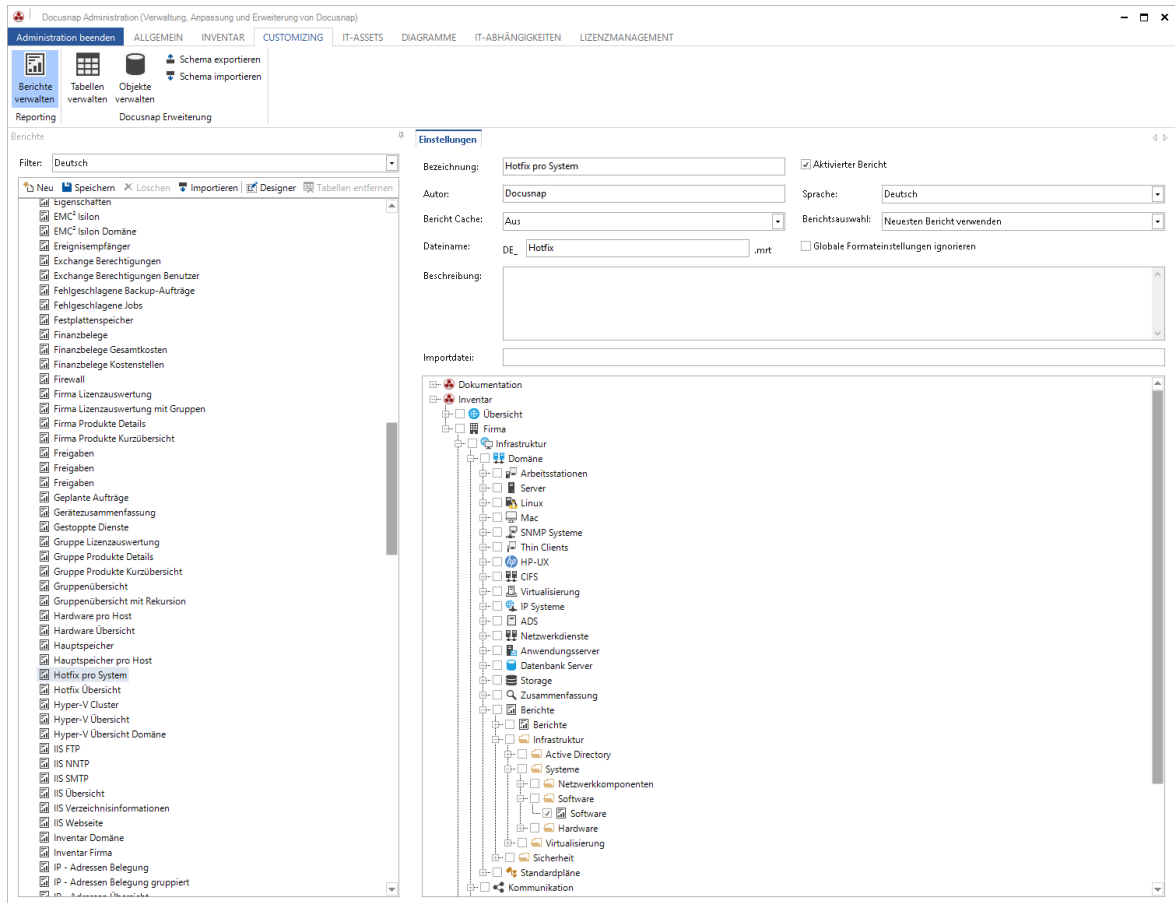 Docusnap Administration (Verwaltung, Anpassung und Erweiterung von Docusnap)
Administration beenden ALLGEMEIN INVENTAR CUSTOMIZING IT-ASSETS DIAGRAMME IT-ABHÄNGIGKEITEN LIZENZMANAGEMENT
Berichte verwalten
Tabellen verwalten
Objekte verwalten
Schema exportieren
Schema importieren
Reporting
Docusnap Erweiterung
Berichte
Filter: Deutsch
Neu Speichern Löschen Importieren Designer Tabellen entfernen
Eigenschaften
EMC² Isilon
EMC² Isilon Domäne
Ereignisempfänger
Exchange Berechtigungen
Exchange Berechtigungen Benutzer
Fehlgeschlagene Backup-Aufträge
Fehlgeschlagene Jobs
Festplattenspeicher
Finanzbelege
Finanzbelege Gesamtkosten
Finanzbelege Kostenstellen
Firewall
Firma Lizenzauswertung
Firma Lizenzauswertung mit Gruppen
Firma Produkte Details
Firma Produkte Kurzübersicht
Freigaben
Freigaben
Freigaben
Geplante Aufträge
Gerätezusammenfassung
Gestoppte Dienste
Gruppe Lizenzauswertung
Gruppe Produkte Details
Gruppe Produkte Kurzübersicht
Gruppenübersicht
Gruppenübersicht mit Rekursion
Hardware pro Host
Hardware Übersicht
Hauptspeicher
Hauptspeicher pro Host
Hotfix pro System
Hotfix Übersicht
Hyper-V Cluster
Hyper-V Übersicht
Hyper-V Übersicht Domäne
IIS FTP
IIS NNTP
IIS SMTP
IIS Übersicht
IIS Verzeichnisinformationen
IIS Webseite
Inventar Domäne
Inventar Firma
IP - Adressen Belegung
IP - Adressen Belegung gruppiert
IP - Adressen Übersicht
Einstellungen
Bezeichnung: Hotfix pro System
Aktivierter Bericht
Autor: Docusnap
Sprache: Deutsch
Bericht Cache: Aus
Berichtsauswahl: Neuesten Bericht verwenden
Dateiname: DE_ Hotfix .mrt
Globale Formateinstellungen ignorieren
Beschreibung:
Importdatei:
Dokumentation
Inventar
Übersicht
Firma
Infrastruktur
Domäne
Arbeitsstationen
Server
Linux
Mac
SNMP Systeme
Thin Clients
HP-UX
CIFS
Virtualisierung
IP Systeme
ADS
Netzwerkdienste
Anwendungsserver
Datenbank Server
Storage
Zusammenfassung
Berichte
Berichte
Infrastruktur
Active Directory
Systeme
Netzwerkkomponenten
Software
Software
Hardware
Virtualisierung
Sicherheit
Standardpläne
Kommunikation